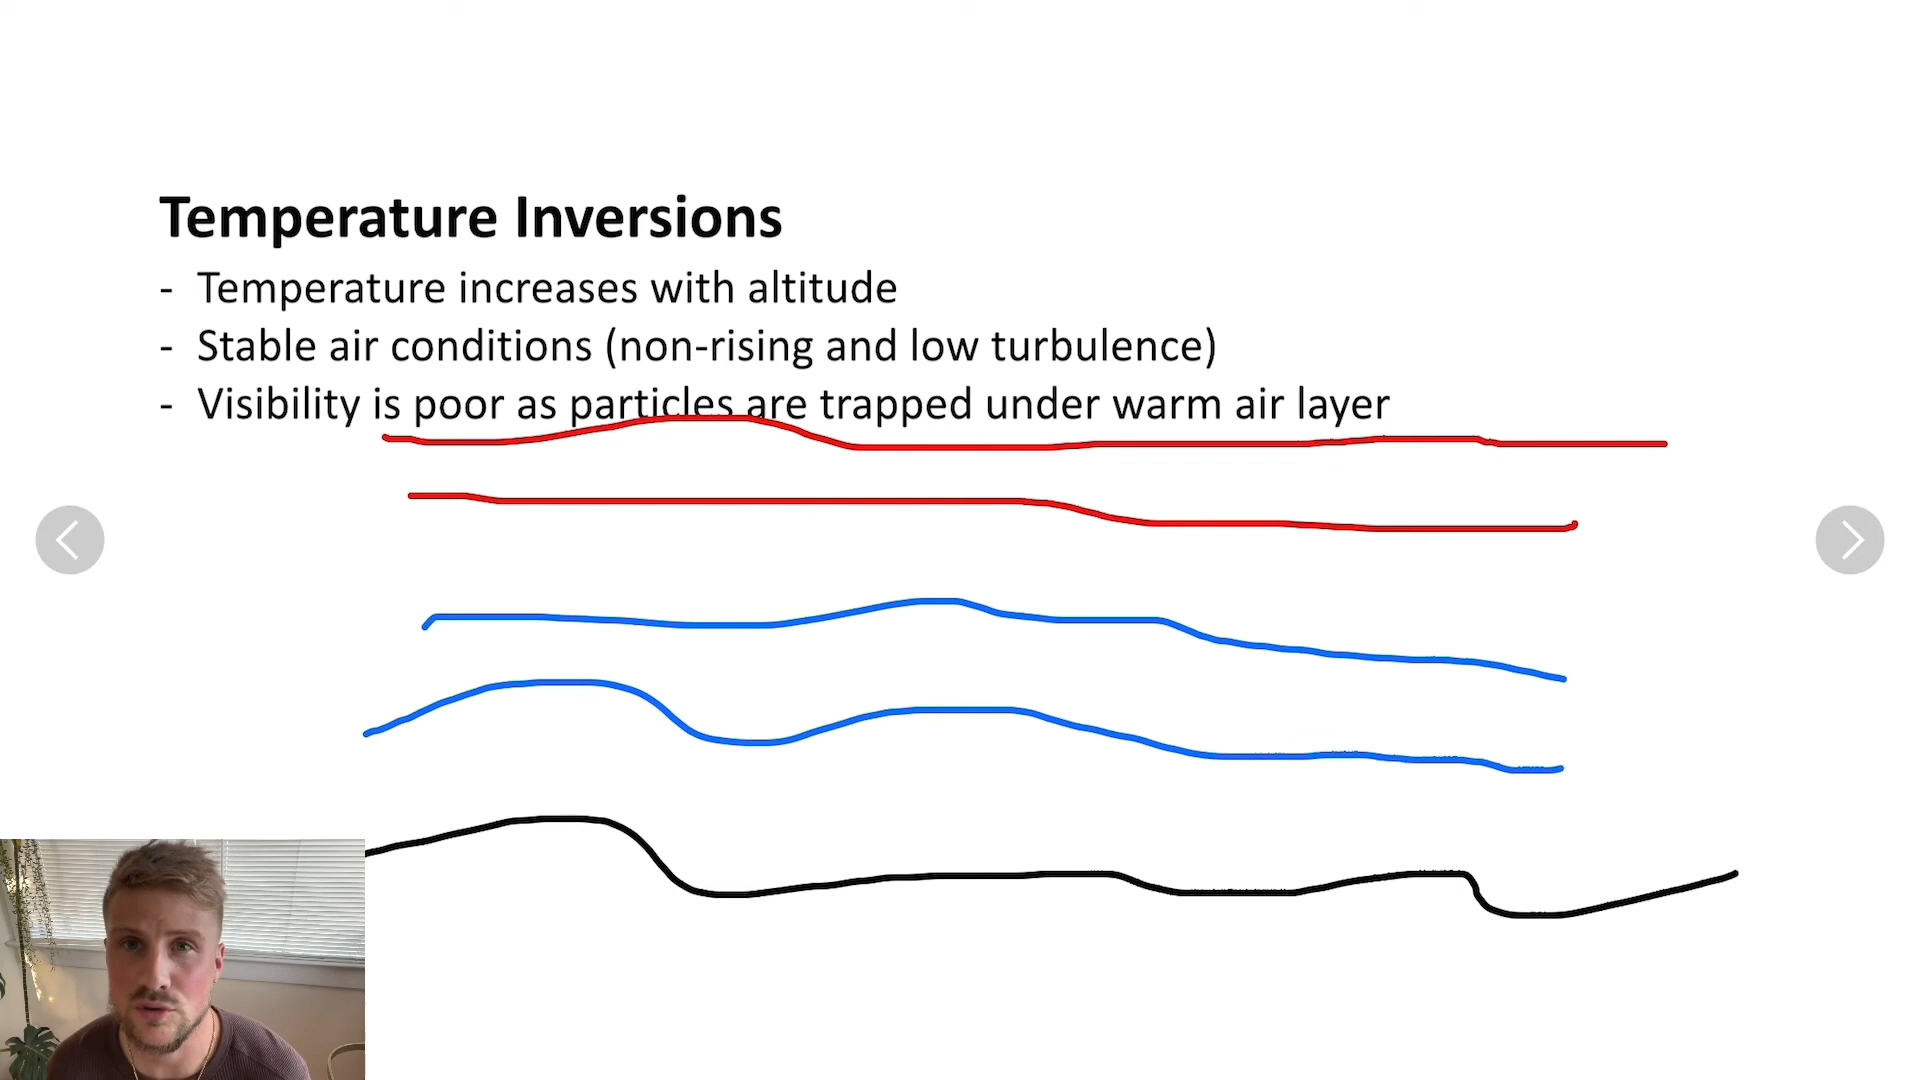 Temperature Inversions
- Temperature increases with altitude
- Stable air conditions (non-rising and low turbulence)
- Visibility is poor as particles are trapped under warm air layer